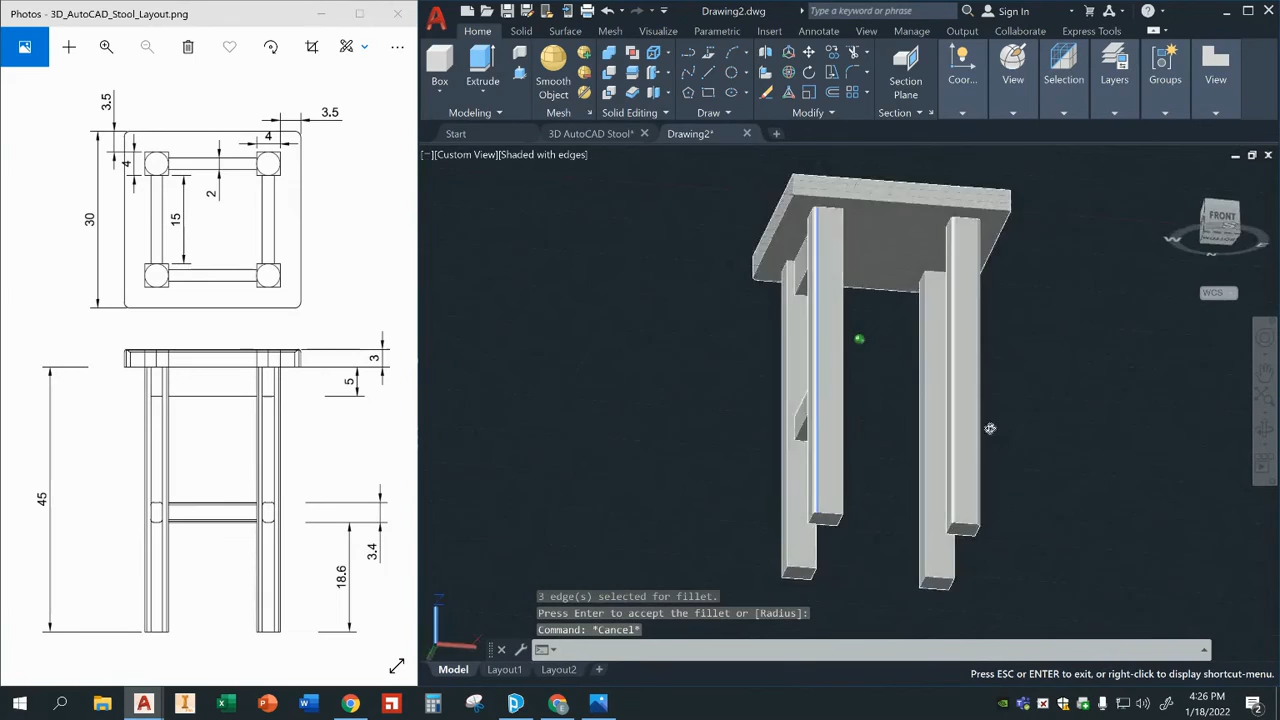 Photos - 3D_AutoCAD_Stool_Layout.png
3.5
3.5
4
4
2
15
30
3
5
45
3.4
18.6
Drawing2.dwg
Type a keyword or phrase
Sign In
Home
Solid
Surface
Mesh
Visualize
Parametric
Insert
Annotate
View
Manage
Output
Collaborate
Express Tools
Box
Extrude
Smooth
Object
Section
Plane
Coor...
View
Selection
Layers
Groups
View
Modeling
Mesh
Solid Editing
Draw
Modify
Section
Start
3D AutoCAD Stool*
Drawing2*
[−][Custom View][Shaded with edges]
FRONT
W
WCS
Z
3 edge(s) selected for fillet.
Press Enter to accept the fillet or [Radius]:
Command: *Cancel*
Model
Layout1
Layout2
Press ESC or ENTER to exit, or right-click to display shortcut-menu.
4:26 PM
1/18/2022
2